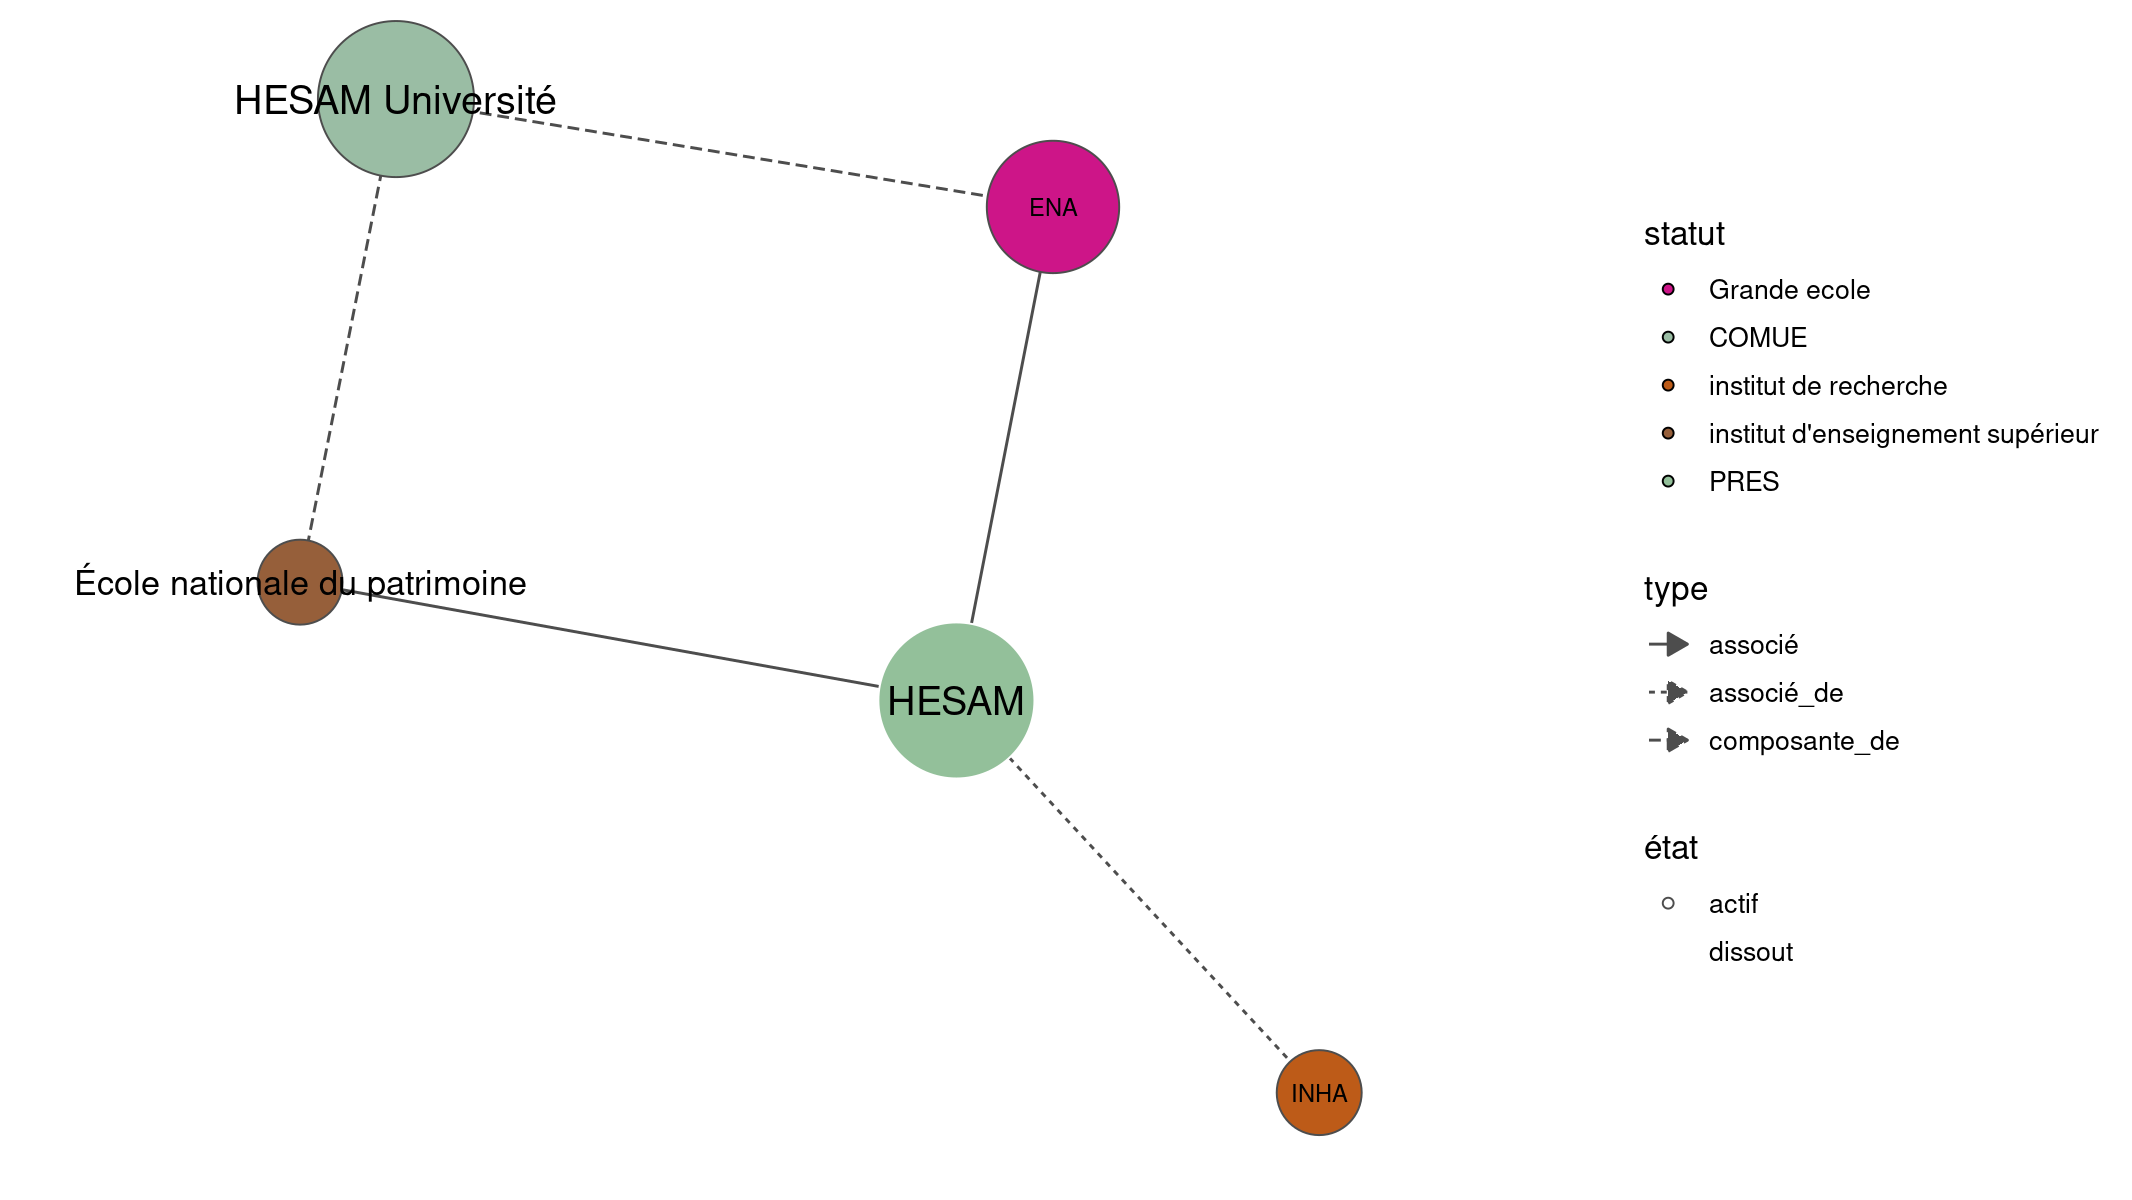 HESAM Université
ENA
École nationale du patrimoine
HESAM
INHA
statut
Grande ecole
COMUE
institut de recherche
institut d'enseignement supérieur
PRES
type
associé
associé_de
composante_de
état
actif
dissout